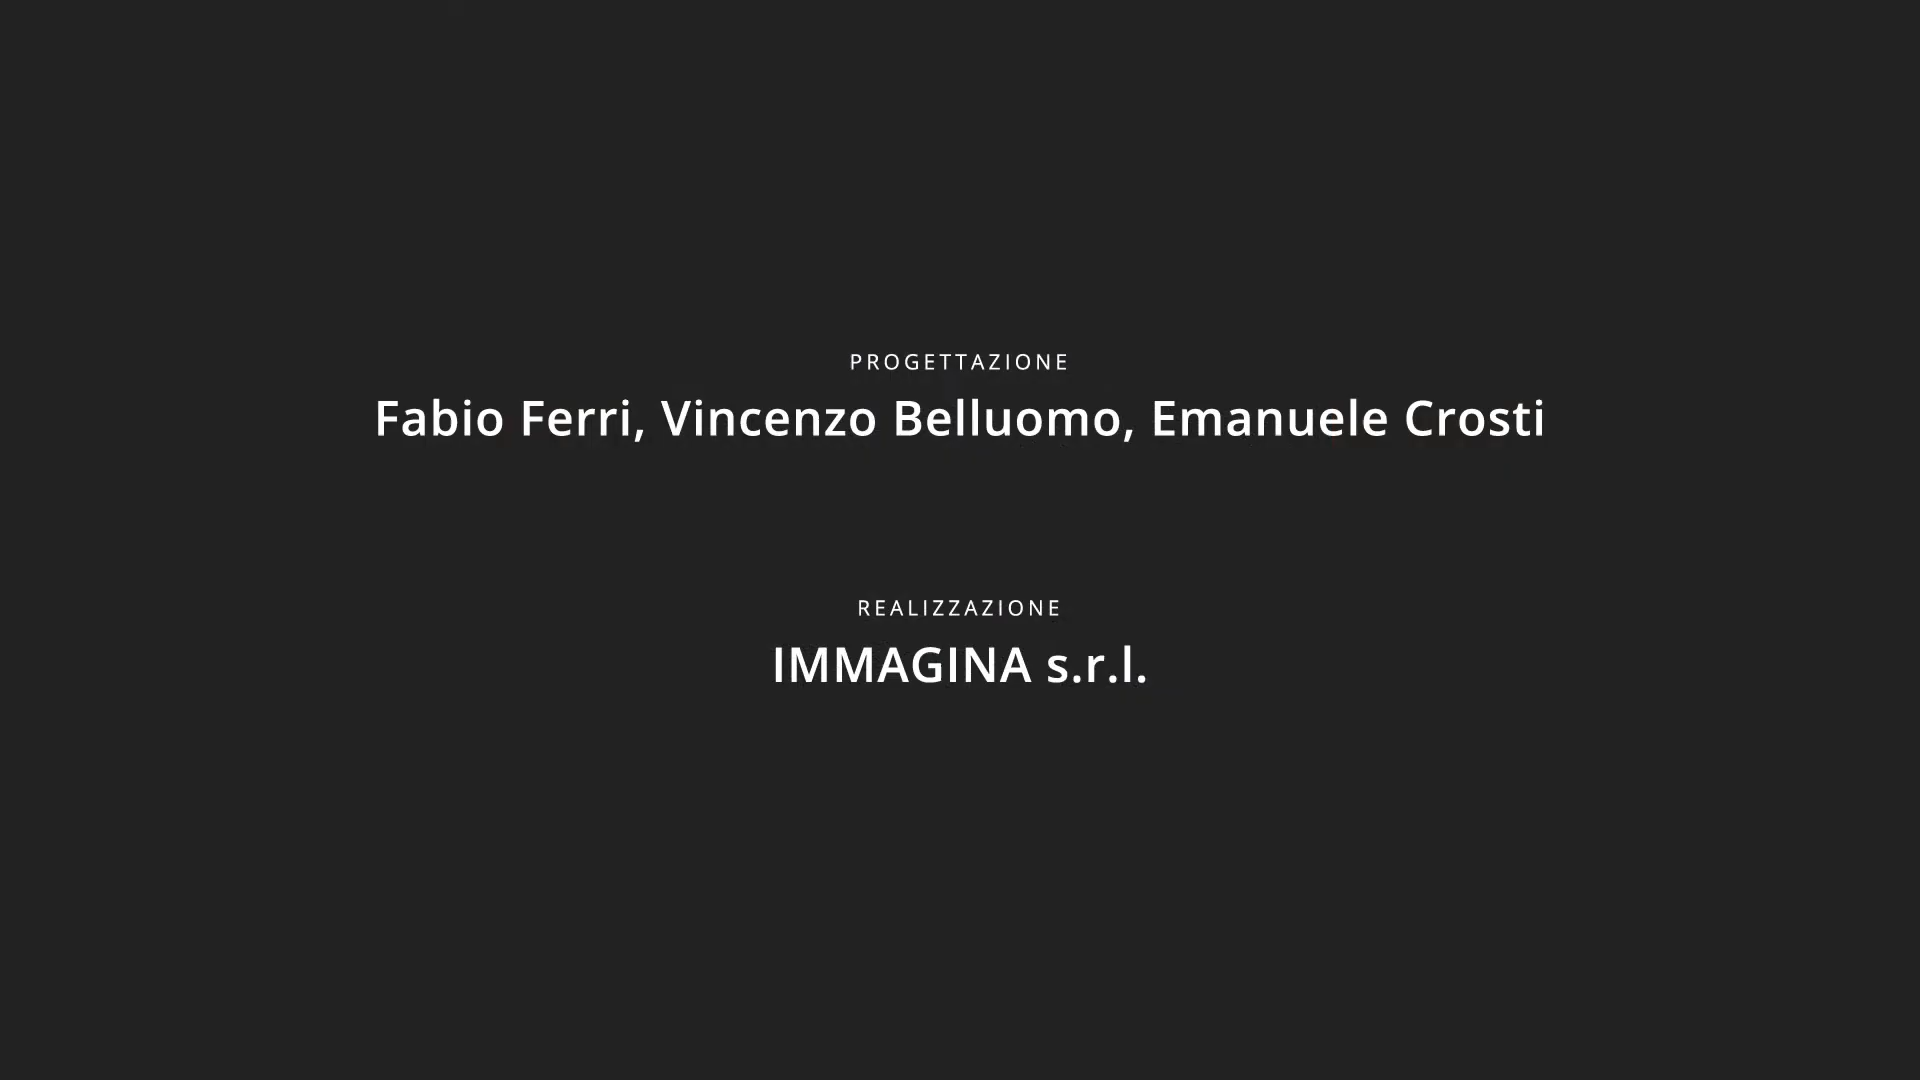 PROGETTAZIONE
Fabio Ferri, Vincenzo Belluomo, Emanuele Crosti
REALIZZAZIONE
IMMAGINA s.r.l.